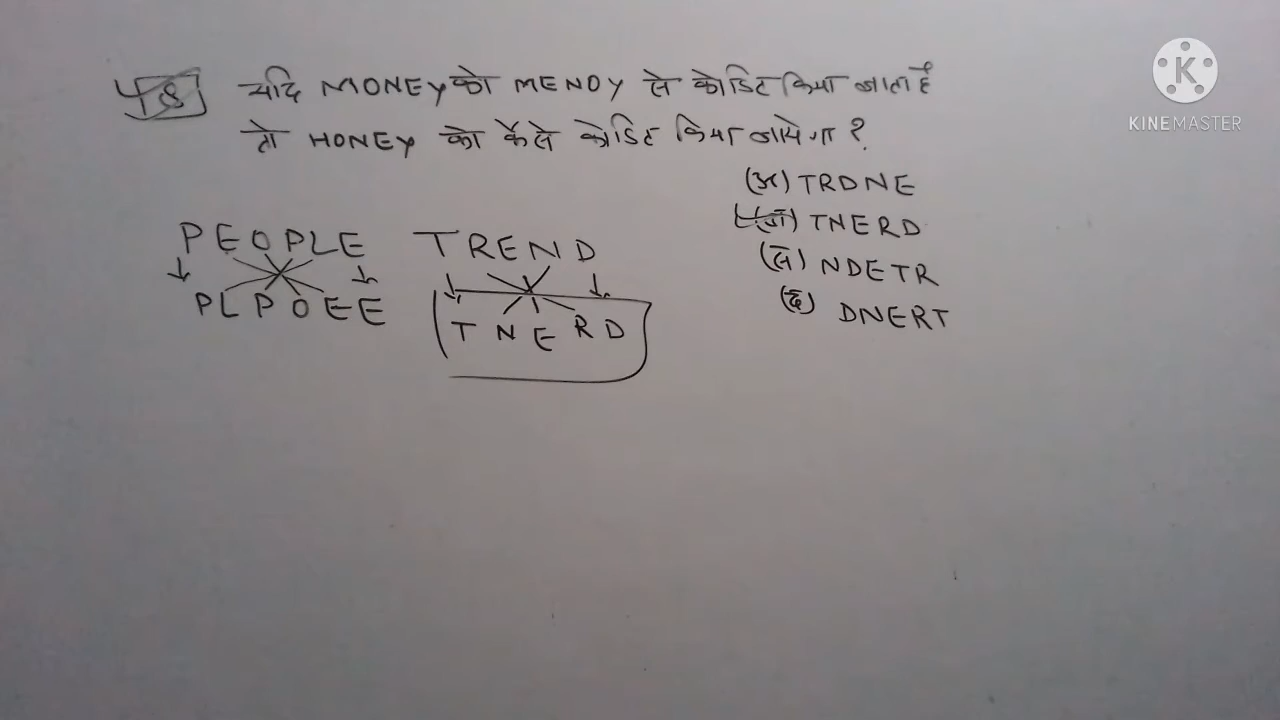 48 यदि MONEY को MENOY से कोडित किया जाता है
तो HONEY को कैसे कोडित किया जायेगा ?
(अ) TRDNE
(ब) TNERD
(स) NDETR
(द) DNERT
PEOPLE TREND
PLPOEE TNERD
KINEMASTER